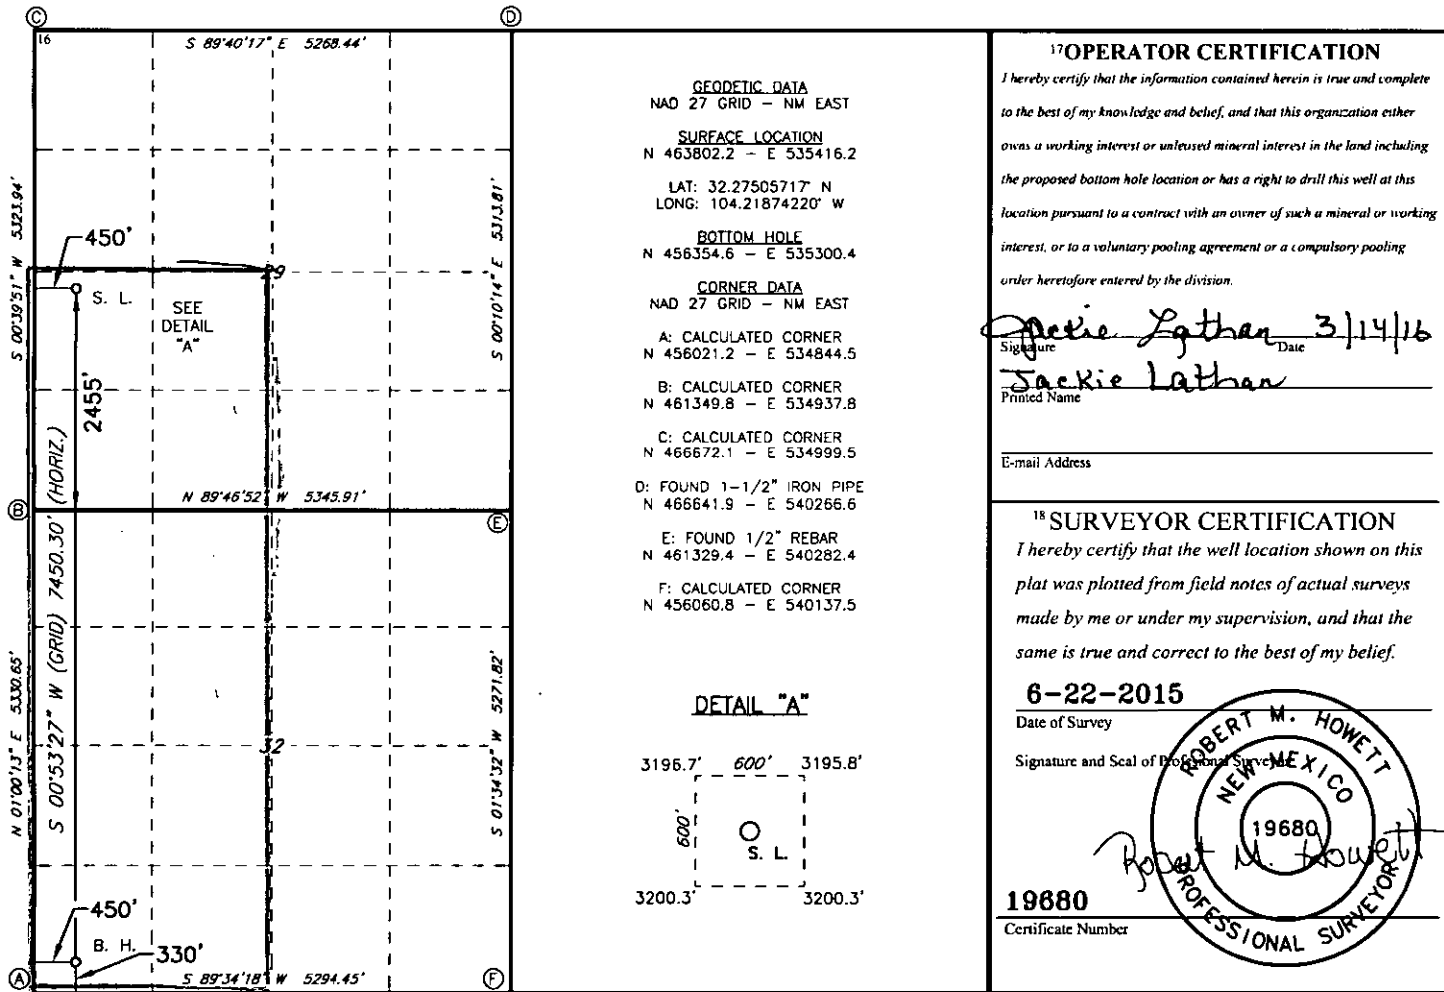 C
D
16
S 89°40'17" E 5268.44'
S 00°39'51" W 5323.94'
S 00°10'14" E 5313.81'
450'
S. L.
SEE
DETAIL
"A"
29
2455'
N 89°46'52" W 5345.91'
B
E
S 00°53'27" W (GRID) 7450.30' (HORIZ.)
N 01°00'13" E 5330.65'
S 01°34'32" W 5271.82'
32
450'
B. H.
330'
A
S 89°34'18" W 5294.45'
F
GEODETIC DATA
NAD 27 GRID - NM EAST
SURFACE LOCATION
N 463802.2 - E 535416.2
LAT: 32.27505717° N
LONG: 104.21874220° W
BOTTOM HOLE
N 456354.6 - E 535300.4
CORNER DATA
NAD 27 GRID - NM EAST
A: CALCULATED CORNER
N 456021.2 - E 534844.5
B: CALCULATED CORNER
N 461349.8 - E 534937.8
C: CALCULATED CORNER
N 466672.1 - E 534999.5
D: FOUND 1-1/2" IRON PIPE
N 466641.9 - E 540266.6
E: FOUND 1/2" REBAR
N 461329.4 - E 540282.4
F: CALCULATED CORNER
N 456060.8 - E 540137.5
DETAIL "A"
3196.7' 600' 3195.8'
600'
S. L.
3200.3' 3200.3'
17 OPERATOR CERTIFICATION
I hereby certify that the information contained herein is true and complete
to the best of my knowledge and belief, and that this organization either
owns a working interest or unleased mineral interest in the land including
the proposed bottom hole location or has a right to drill this well at this
location pursuant to a contract with an owner of such a mineral or working
interest, or to a voluntary pooling agreement or a compulsory pooling
order heretofore entered by the division.
Jackie Lathan 3/14/16
Signature Date
Jackie Lathan
Printed Name
E-mail Address
18 SURVEYOR CERTIFICATION
I hereby certify that the well location shown on this
plat was plotted from field notes of actual surveys
made by me or under my supervision, and that the
same is true and correct to the best of my belief.
6-22-2015
Date of Survey
Signature and Seal of Professional Surveyor
ROBERT M. HOWETT
NEW MEXICO
19680
PROFESSIONAL SURVEYOR
Robert M. Howett
19680
Certificate Number